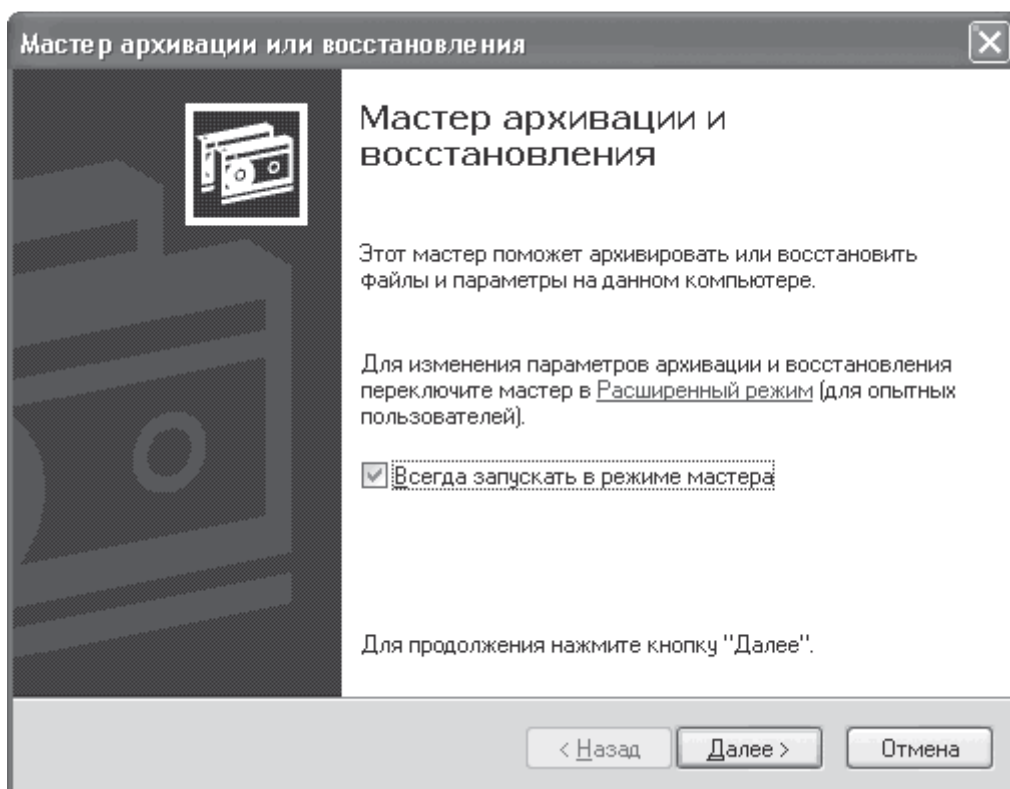 Мастер архивации или восстановления
Мастер архивации и
восстановления
Этот мастер поможет архивировать или восстановить
файлы и параметры на данном компьютере.
Для изменения параметров архивации и восстановления
переключите мастер в Расширенный режим (для опытных
пользователей).
Всегда запускать в режиме мастера
Для продолжения нажмите кнопку "Далее".
< Назад
Далее >
Отмена